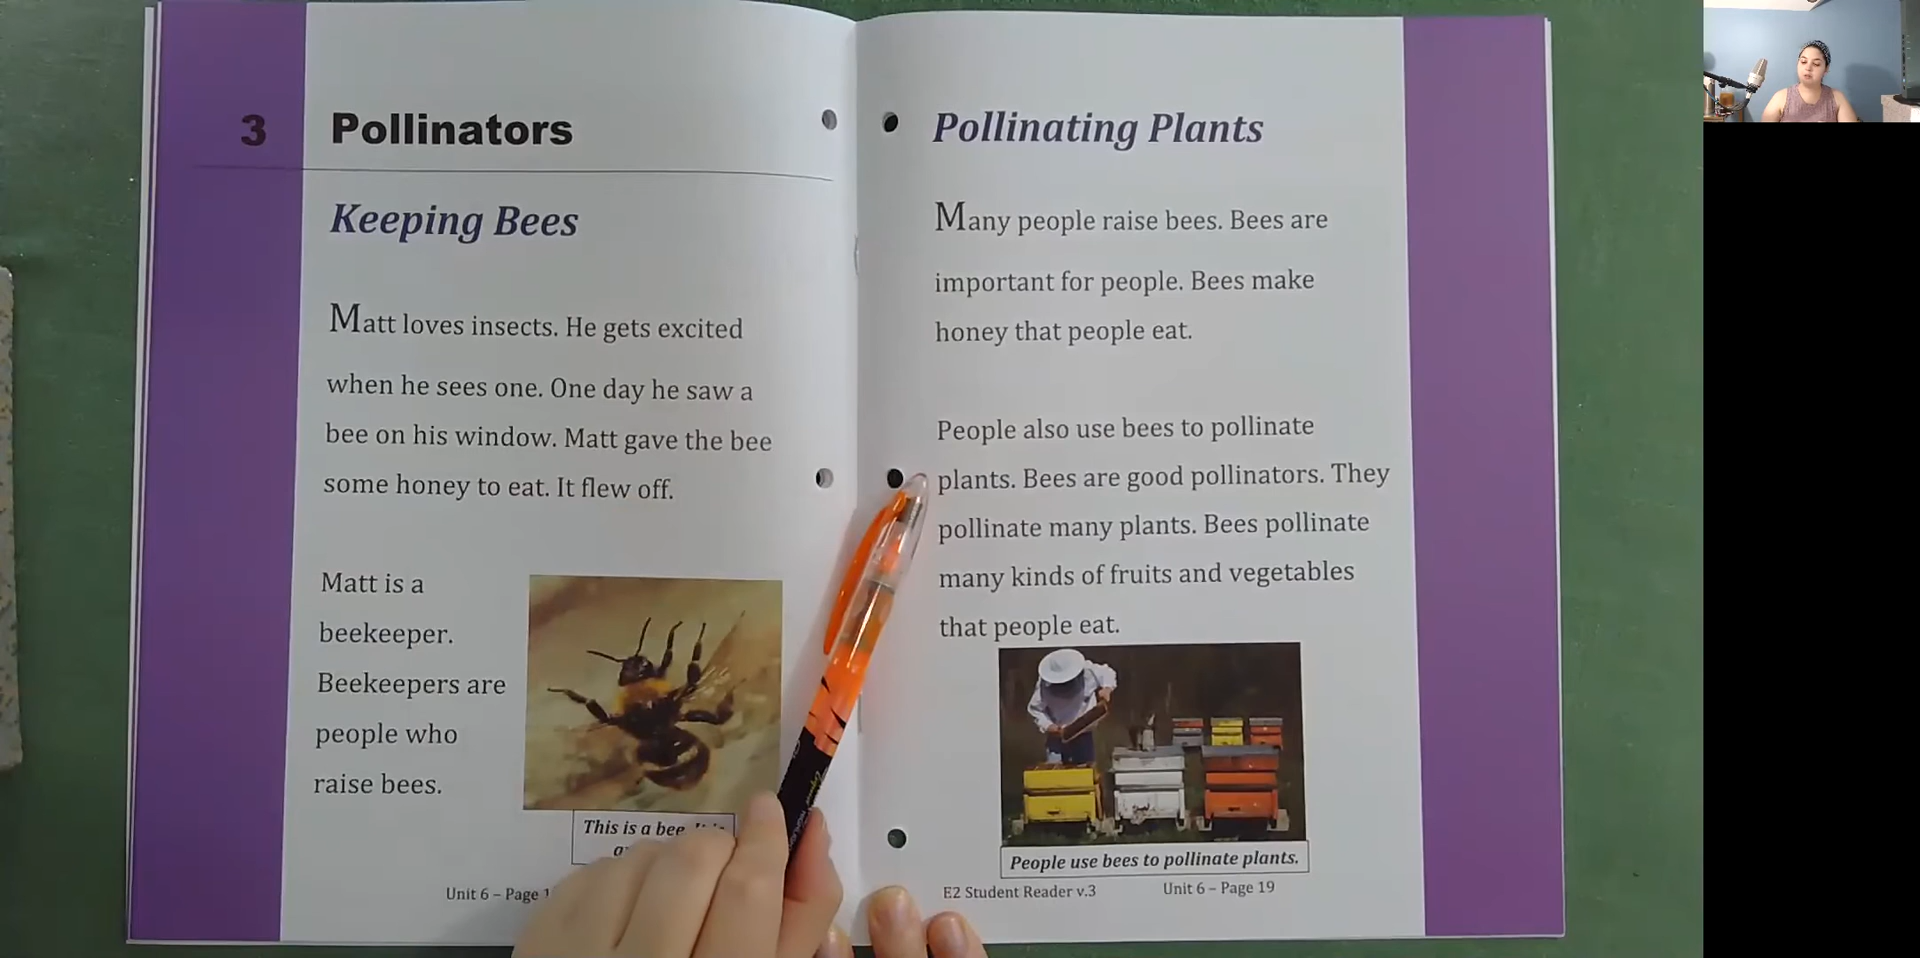 3 Pollinators
Keeping Bees
Matt loves insects. He gets excited
when he sees one. One day he saw a
bee on his window. Matt gave the bee
some honey to eat. It flew off.
Matt is a
beekeeper.
Beekeepers are
people who
raise bees.
This is a bee.
Unit 6 – Page
Pollinating Plants
Many people raise bees. Bees are
important for people. Bees make
honey that people eat.
People also use bees to pollinate
plants. Bees are good pollinators. They
pollinate many plants. Bees pollinate
many kinds of fruits and vegetables
that people eat.
People use bees to pollinate plants.
E2 Student Reader v.3 Unit 6 – Page 19